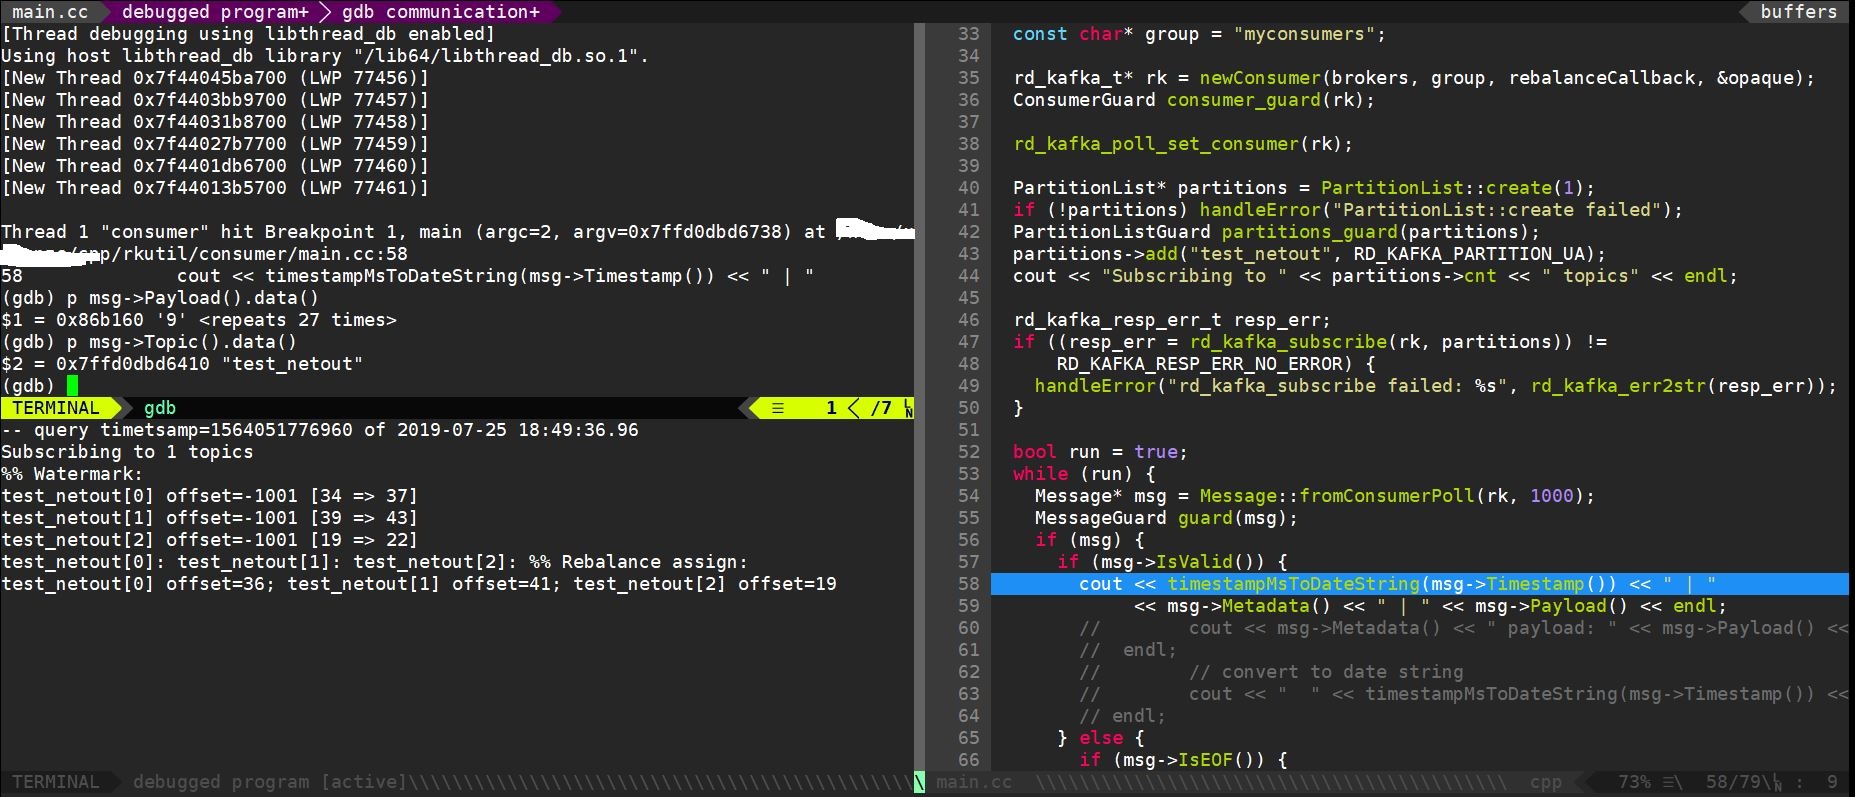 main.cc debugged program+ gdb communication+ buffers
[Thread debugging using libthread_db enabled]
Using host libthread_db library "/lib64/libthread_db.so.1".
[New Thread 0x7f44045ba700 (LWP 77456)]
[New Thread 0x7f4403bb9700 (LWP 77457)]
[New Thread 0x7f44031b8700 (LWP 77458)]
[New Thread 0x7f44027b7700 (LWP 77459)]
[New Thread 0x7f4401db6700 (LWP 77460)]
[New Thread 0x7f44013b5700 (LWP 77461)]
Thread 1 "consumer" hit Breakpoint 1, main (argc=2, argv=0x7ffd0dbd6738) at
pp/rkutil/consumer/main.cc:58
58 cout << timestampMsToDateString(msg->Timestamp()) << " | "
(gdb) p msg->Payload().data()
$1 = 0x86b160 '9' <repeats 27 times>
(gdb) p msg->Topic().data()
$2 = 0x7ffd0dbd6410 "test_netout"
(gdb)
TERMINAL gdb ☰ 1 < /7 LN
-- query timetsamp=1564051776960 of 2019-07-25 18:49:36.96
Subscribing to 1 topics
%% Watermark:
test_netout[0] offset=-1001 [34 => 37]
test_netout[1] offset=-1001 [39 => 43]
test_netout[2] offset=-1001 [19 => 22]
test_netout[0]: test_netout[1]: test_netout[2]: %% Rebalance assign:
test_netout[0] offset=36; test_netout[1] offset=41; test_netout[2] offset=19
TERMINAL debugged program [active]\\\\\\\\\\\\\\\\\\\\\\\\\\\\\\\\\\\\\\\\\\\\\\\
33 const char* group = "myconsumers";
34
35 rd_kafka_t* rk = newConsumer(brokers, group, rebalanceCallback, &opaque);
36 ConsumerGuard consumer_guard(rk);
37
38 rd_kafka_poll_set_consumer(rk);
39
40 PartitionList* partitions = PartitionList::create(1);
41 if (!partitions) handleError("PartitionList::create failed");
42 PartitionListGuard partitions_guard(partitions);
43 partitions->add("test_netout", RD_KAFKA_PARTITION_UA);
44 cout << "Subscribing to " << partitions->cnt << " topics" << endl;
45
46 rd_kafka_resp_err_t resp_err;
47 if ((resp_err = rd_kafka_subscribe(rk, partitions)) !=
48 RD_KAFKA_RESP_ERR_NO_ERROR) {
49 handleError("rd_kafka_subscribe failed: %s", rd_kafka_err2str(resp_err));
50 }
51
52 bool run = true;
53 while (run) {
54 Message* msg = Message::fromConsumerPoll(rk, 1000);
55 MessageGuard guard(msg);
56 if (msg) {
57 if (msg->IsValid()) {
58 cout << timestampMsToDateString(msg->Timestamp()) << " | "
59 << msg->Metadata() << " | " << msg->Payload() << endl;
60 // cout << msg->Metadata() << " payload: " << msg->Payload() <<
61 // endl;
62 // // convert to date string
63 // cout << " " << timestampMsToDateString(msg->Timestamp()) <<
64 // endl;
65 } else {
66 if (msg->IsEOF()) {
main.cc \\\\\\\\\\\\\\\\\\\\\\\\\\\\\\\\\\\\\\\\\\\ cpp 73% ☰\ 58/79\LN : 9